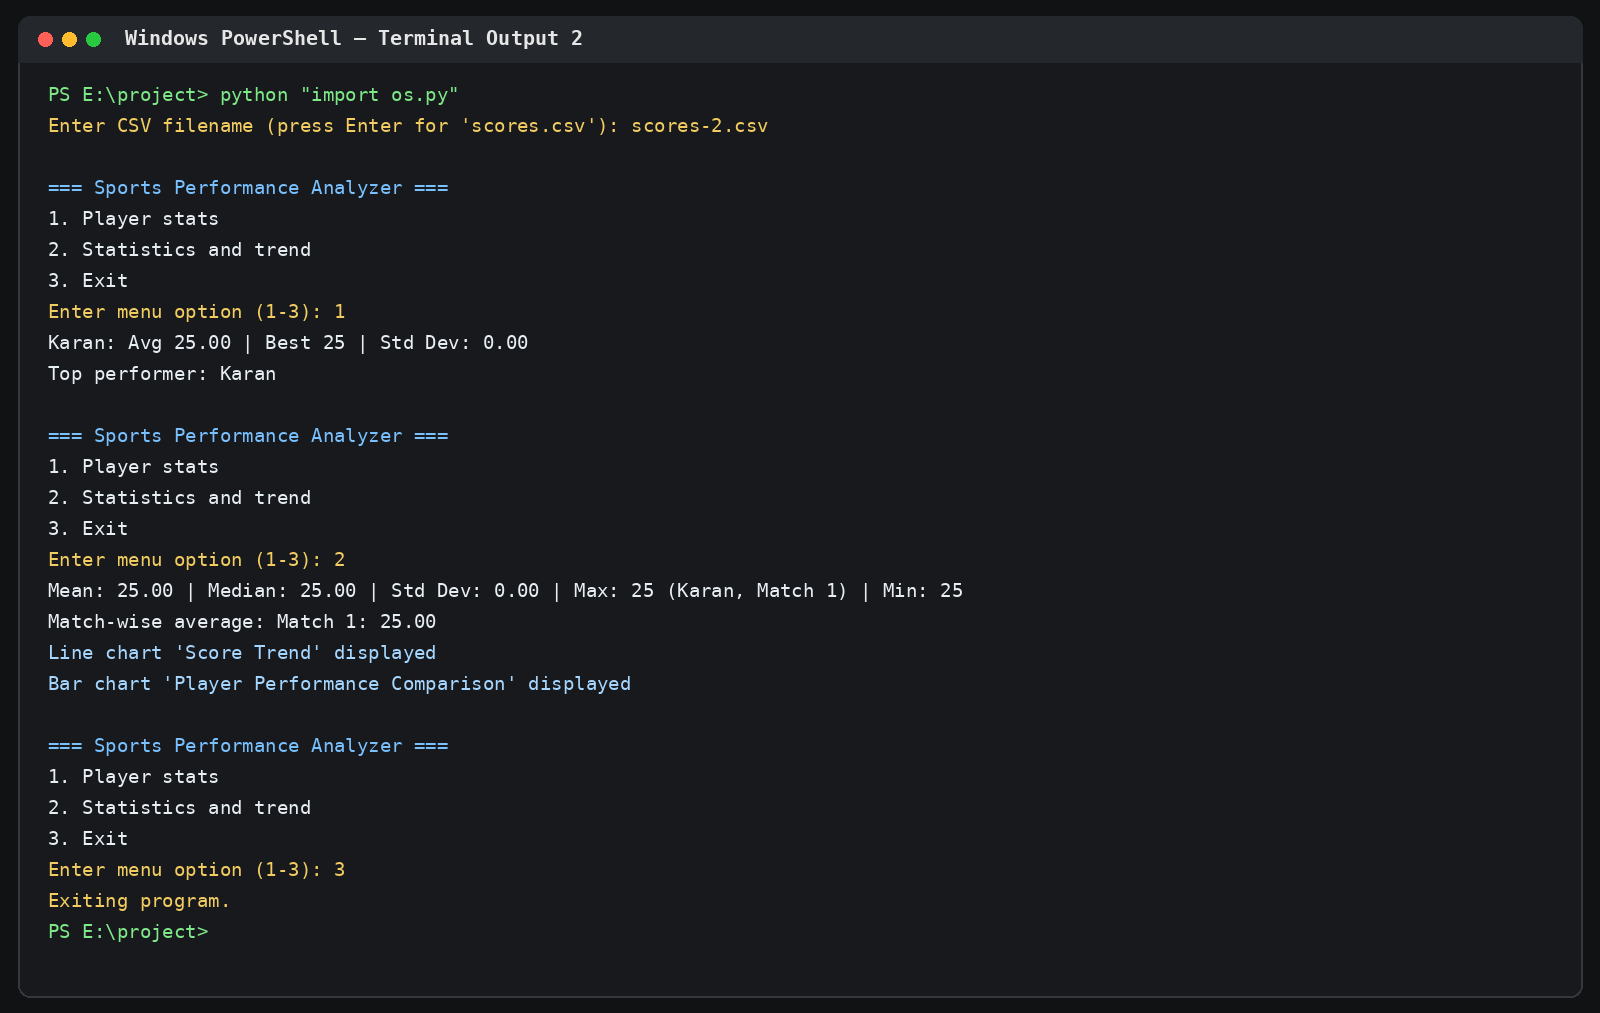 Windows PowerShell — Terminal Output 2
PS E:\project> python "import os.py"
Enter CSV filename (press Enter for 'scores.csv'): scores-2.csv
=== Sports Performance Analyzer ===
1. Player stats
2. Statistics and trend
3. Exit
Enter menu option (1-3): 1
Karan: Avg 25.00 | Best 25 | Std Dev: 0.00
Top performer: Karan
=== Sports Performance Analyzer ===
1. Player stats
2. Statistics and trend
3. Exit
Enter menu option (1-3): 2
Mean: 25.00 | Median: 25.00 | Std Dev: 0.00 | Max: 25 (Karan, Match 1) | Min: 25
Match-wise average: Match 1: 25.00
Line chart 'Score Trend' displayed
Bar chart 'Player Performance Comparison' displayed
=== Sports Performance Analyzer ===
1. Player stats
2. Statistics and trend
3. Exit
Enter menu option (1-3): 3
Exiting program.
PS E:\project>